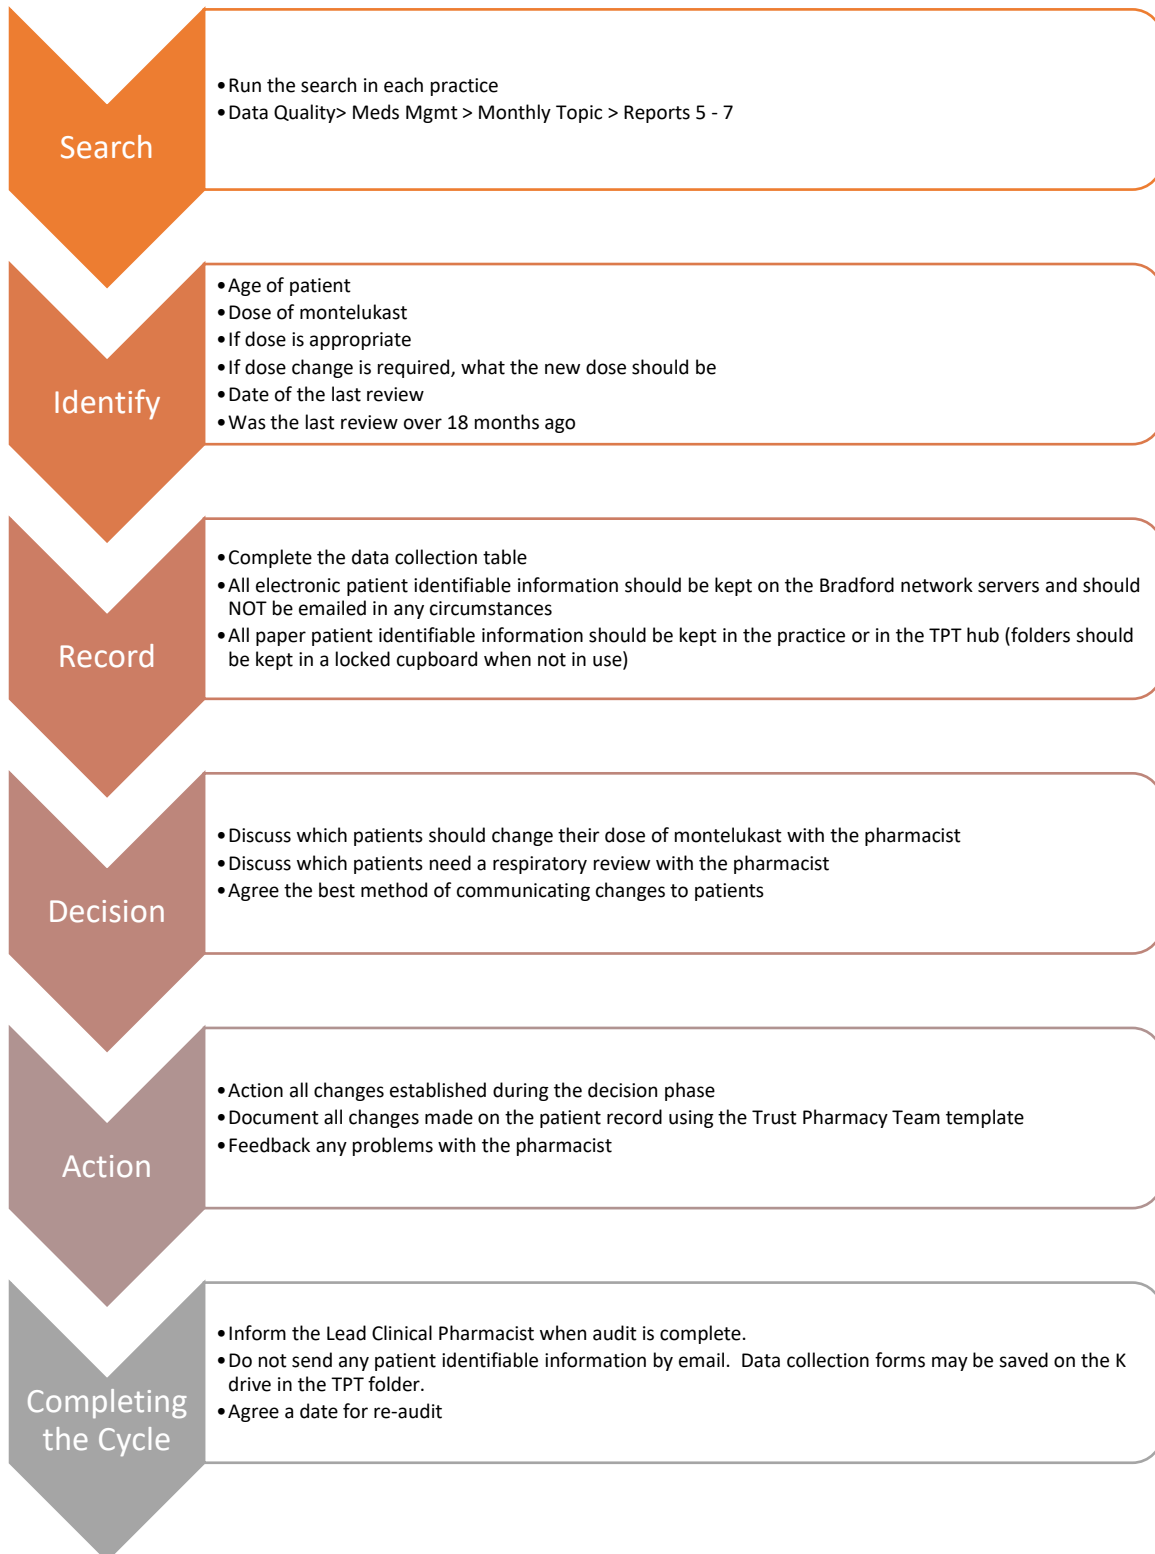 Search
•Run the search in each practice
•Data Quality> Meds Mgmt > Monthly Topic > Reports 5 - 7
Identify
•Age of patient
•Dose of montelukast
•If dose is appropriate
•If dose change is required, what the new dose should be
•Date of the last review
•Was the last review over 18 months ago
Record
•Complete the data collection table
•All electronic patient identifiable information should be kept on the Bradford network servers and should
NOT be emailed in any circumstances
•All paper patient identifiable information should be kept in the practice or in the TPT hub (folders should
be kept in a locked cupboard when not in use)
Decision
•Discuss which patients should change their dose of montelukast with the pharmacist
•Discuss which patients need a respiratory review with the pharmacist
•Agree the best method of communicating changes to patients
Action
•Action all changes established during the decision phase
•Document all changes made on the patient record using the Trust Pharmacy Team template
•Feedback any problems with the pharmacist
Completing
the Cycle
•Inform the Lead Clinical Pharmacist when audit is complete.
•Do not send any patient identifiable information by email.  Data collection forms may be saved on the K
drive in the TPT folder.
•Agree a date for re-audit